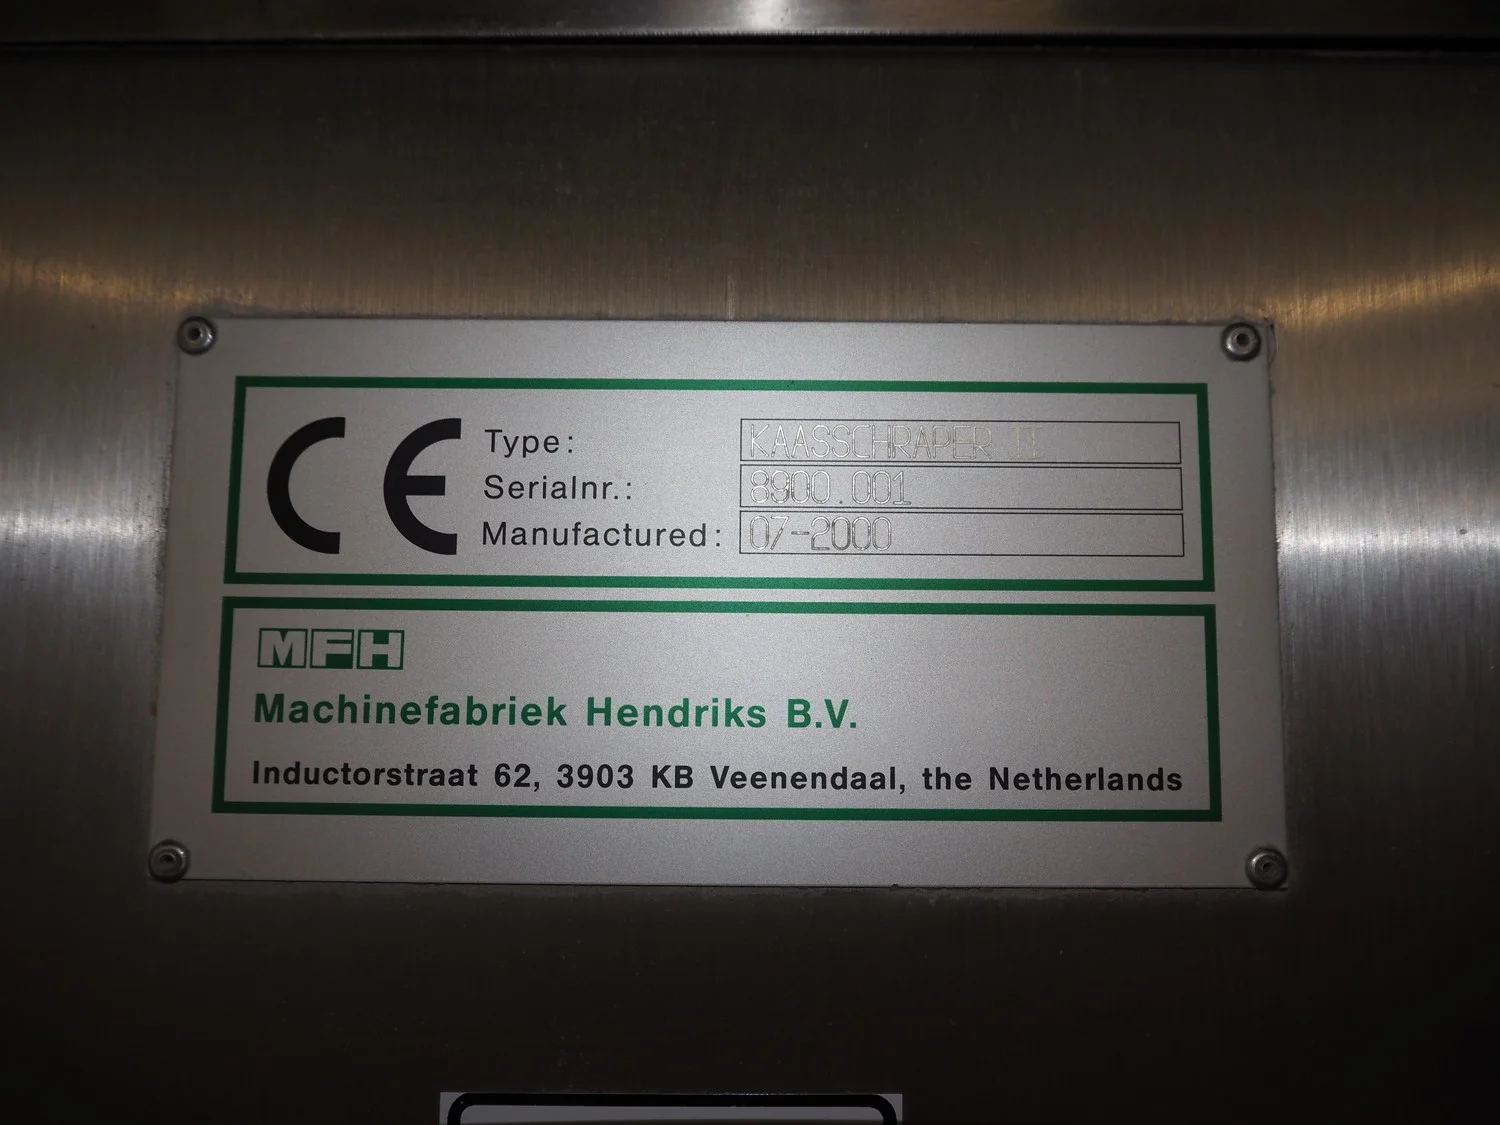 CE
Type: KAASSCHRAPER II
Serialnr.: 8900.001
Manufactured: 07-2000
MFH
Machinefabriek Hendriks B.V.
Inductorstraat 62, 3903 KB Veenendaal, the Netherlands